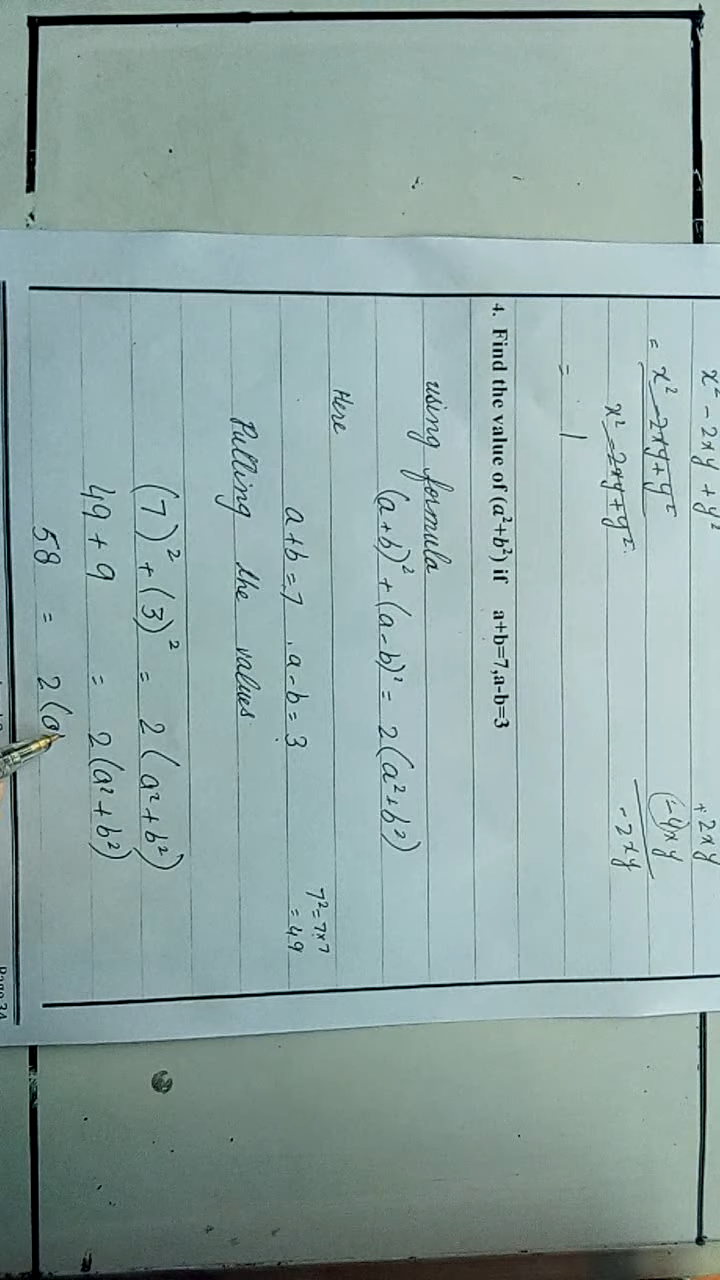 x² - 2xy + y²
+2xy
= x² - 2xy + y²
(-4)xy
x² - 2xy + y²
- 2xy
= 1
4. Find the value of (a²+b²) if a+b=7,a-b=3
using formula
(a+b)² + (a-b)² = 2(a²+b²)
Here
7² = 7×7
a+b = 7 , a-b = 3
= 49
Putting the values
(7)² + (3)² = 2(a²+b²)
49 + 9 = 2(a²+b²)
58 = 2(a